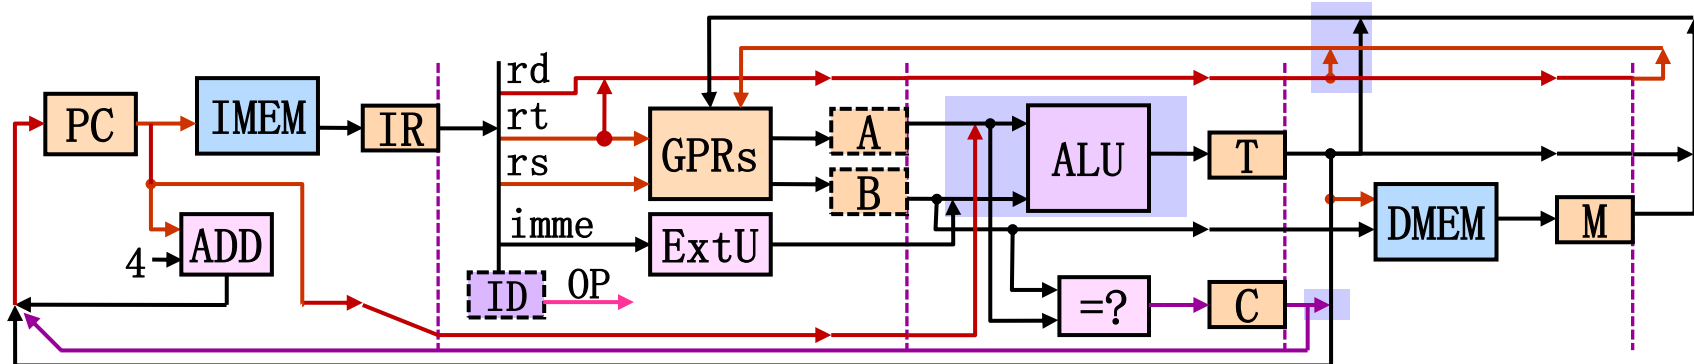 rd
PC
IMEM
IR
rt
GPRs
A
ALU
T
rs
B
DMEM
M
imme
ExtU
ADD
4
ID
OP
=?
C